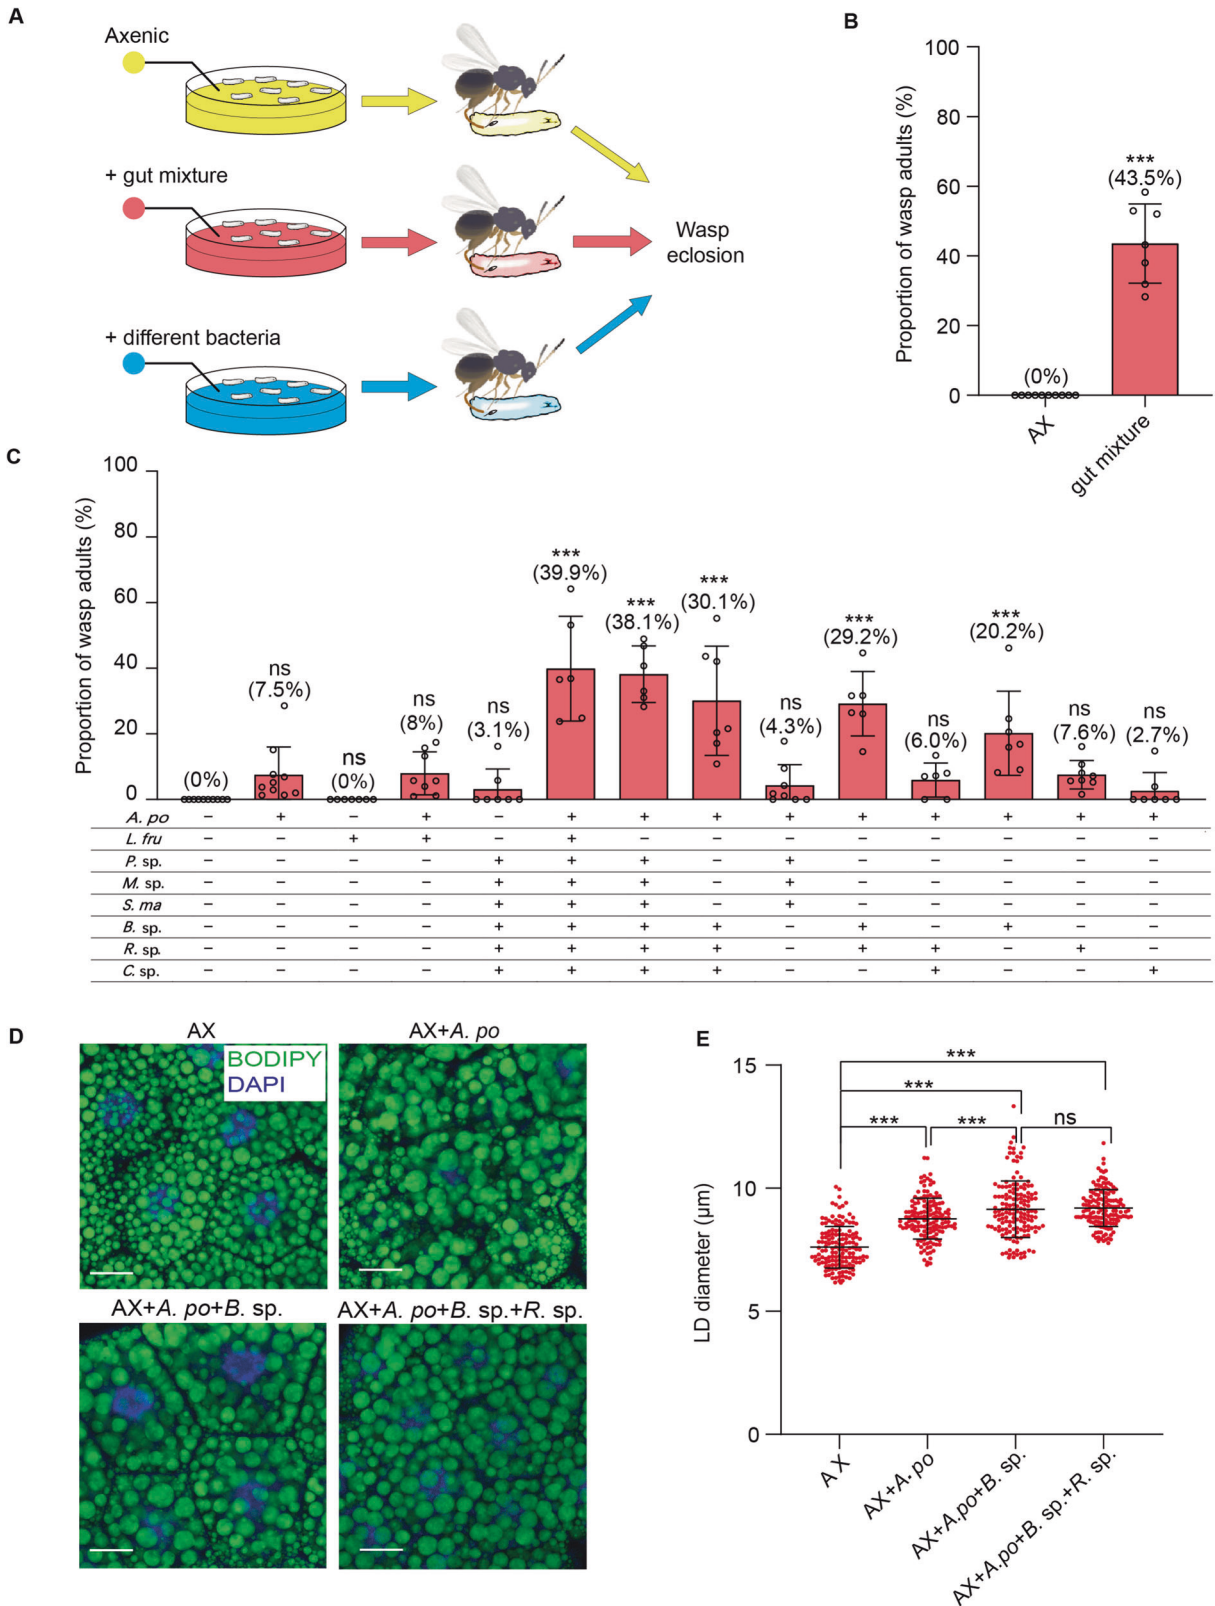 A
Axenic
+ gut mixture
+ different bacteria
Wasp
eclosion
B
Proportion of wasp adults (%)
100
80
60
40
20
0
(0%)
***
(43.5%)
AX
gut mixture
C
Proportion of wasp adults (%)
100
80
60
40
20
0
(0%)
ns
(7.5%)
ns
(0%)
ns
(8%)
ns
(3.1%)
***
(39.9%)
***
(38.1%)
***
(30.1%)
ns
(4.3%)
***
(29.2%)
ns
(6.0%)
***
(20.2%)
ns
(7.6%)
ns
(2.7%)
A. po – + – + – + + + + + + + + +
L. fru – – + + – + – – – – – – – –
P. sp. – – – – + + + – + – – – – –
M. sp. – – – – + + + – + – – – – –
S. ma – – – – + + + – + – – – – –
B. sp. – – – – + + + + – + – + – –
R. sp. – – – – + + + + – + + – + –
C. sp. – – – – + + + + – – + – – +
D
AX
BODIPY
DAPI
AX+A. po
AX+A. po+B. sp.
AX+A. po+B. sp.+R. sp.
E
LD diameter (μm)
15
10
5
0
***
***
***
***
ns
A X
AX+A. po
AX+A.po+B. sp.
AX+A.po+B. sp.+R. sp.